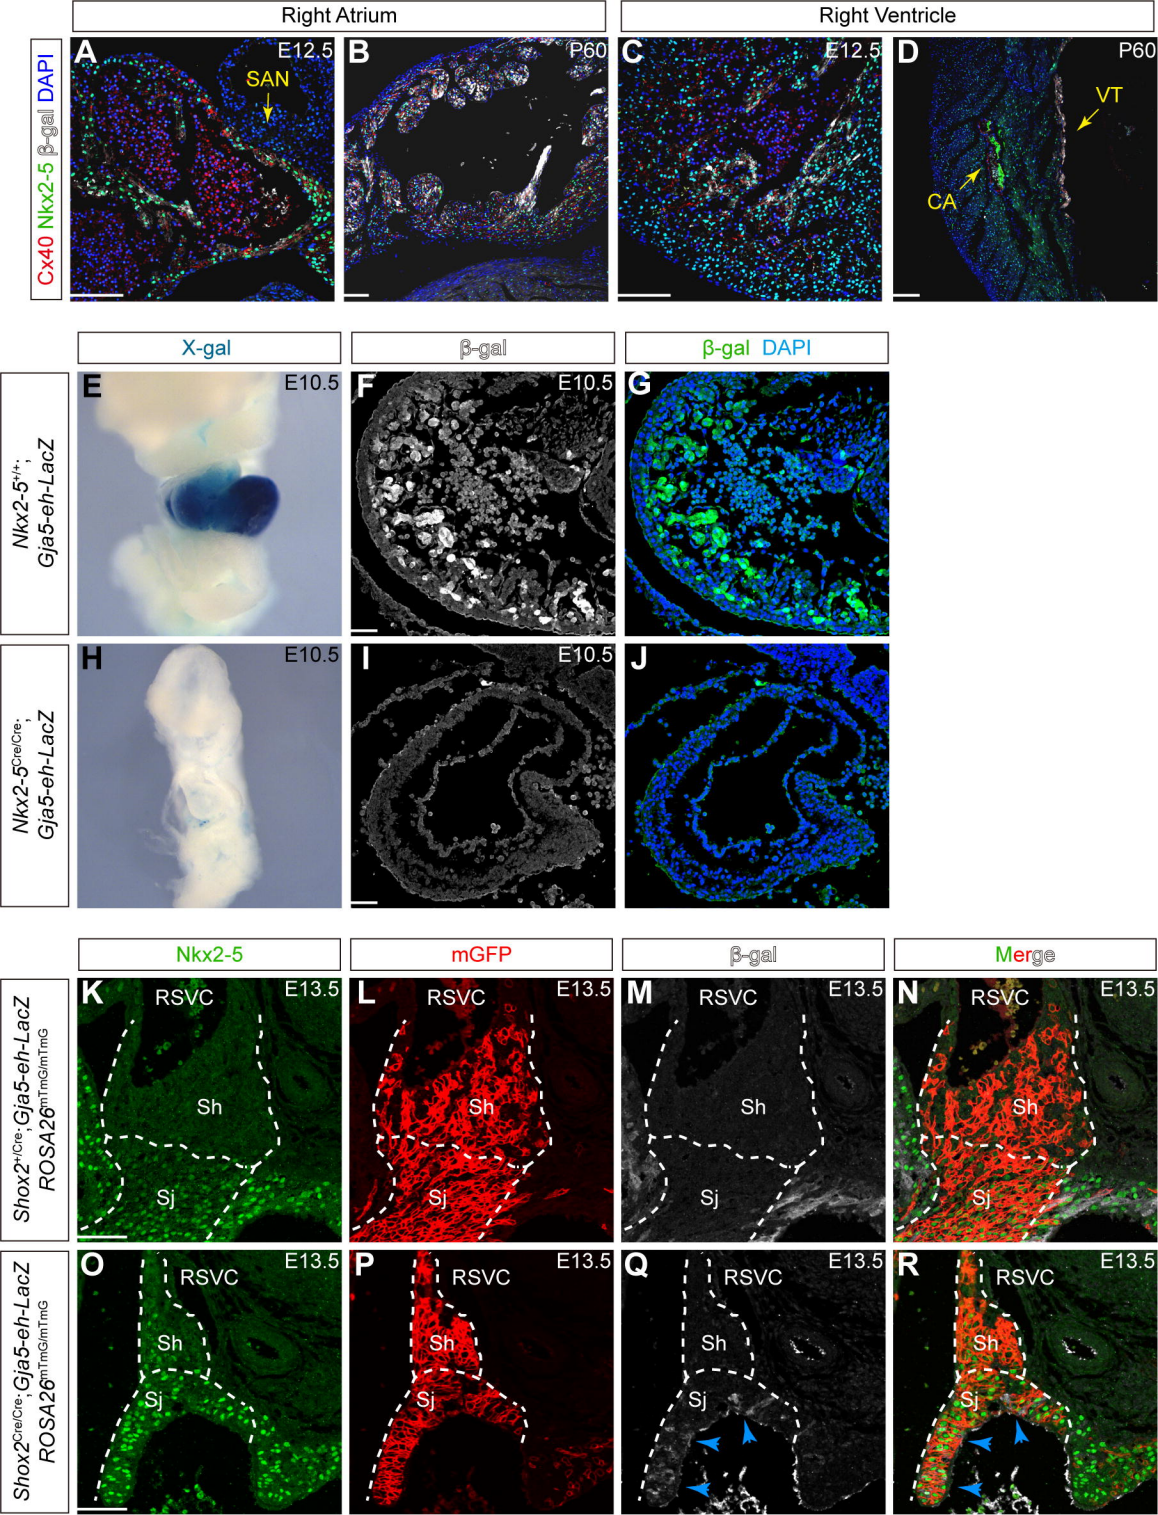 Right Atrium
Right Ventricle
Cx40 Nkx2-5 β-gal DAPI
A
E12.5
SAN
B
P60
C
E12.5
D
P60
VT
CA
X-gal
β-gal
β-gal DAPI
Nkx2-5+/+;
Gja5-eh-LacZ
E
E10.5
F
E10.5
G
Nkx2-5Cre/Cre;
Gja5-eh-LacZ
H
E10.5
I
E10.5
J
Nkx2-5
mGFP
β-gal
Merge
Shox2+/Cre;Gja5-eh-LacZ
ROSA26mTmG/mTmG
K
RSVC
E13.5
Sh
Sj
L
RSVC
E13.5
Sh
Sj
M
RSVC
E13.5
Sh
Sj
N
RSVC
E13.5
Sh
Sj
Shox2Cre/Cre;Gja5-eh-LacZ
ROSA26mTmG/mTmG
O
RSVC
E13.5
Sh
Sj
P
RSVC
E13.5
Sh
Sj
Q
RSVC
E13.5
Sh
Sj
R
RSVC
E13.5
Sh
Sj